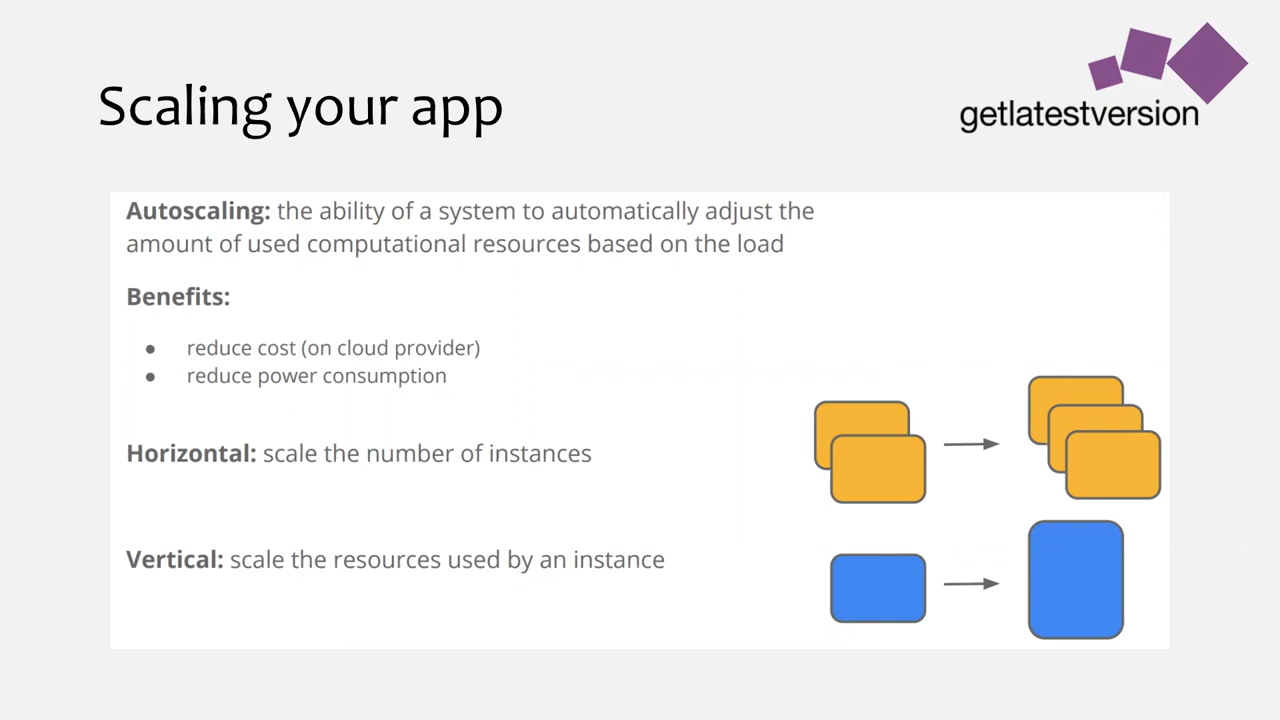 Scaling your app
getlatestversion
Autoscaling: the ability of a system to automatically adjust the
amount of used computational resources based on the load
Benefits:
● reduce cost (on cloud provider)
● reduce power consumption
Horizontal: scale the number of instances
Vertical: scale the resources used by an instance